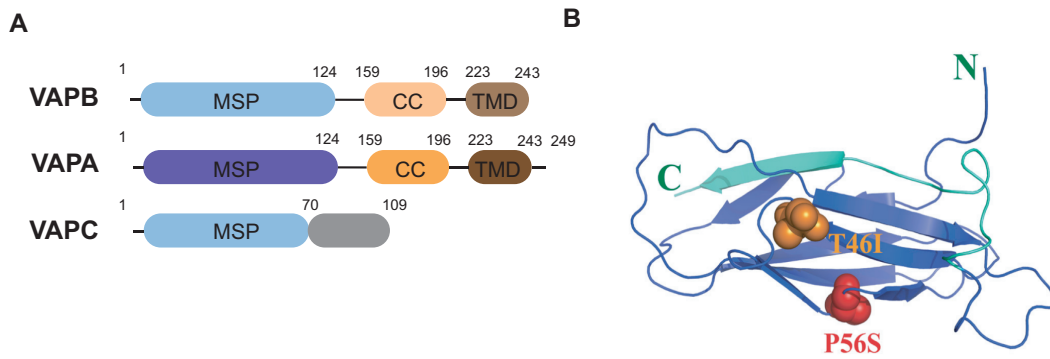 A
B
1 124 159 196 223 243
VAPB MSP CC TMD
1 124 159 196 223 243 249
VAPA MSP CC TMD
1 70 109
VAPC MSP
N
C
T46I
P56S